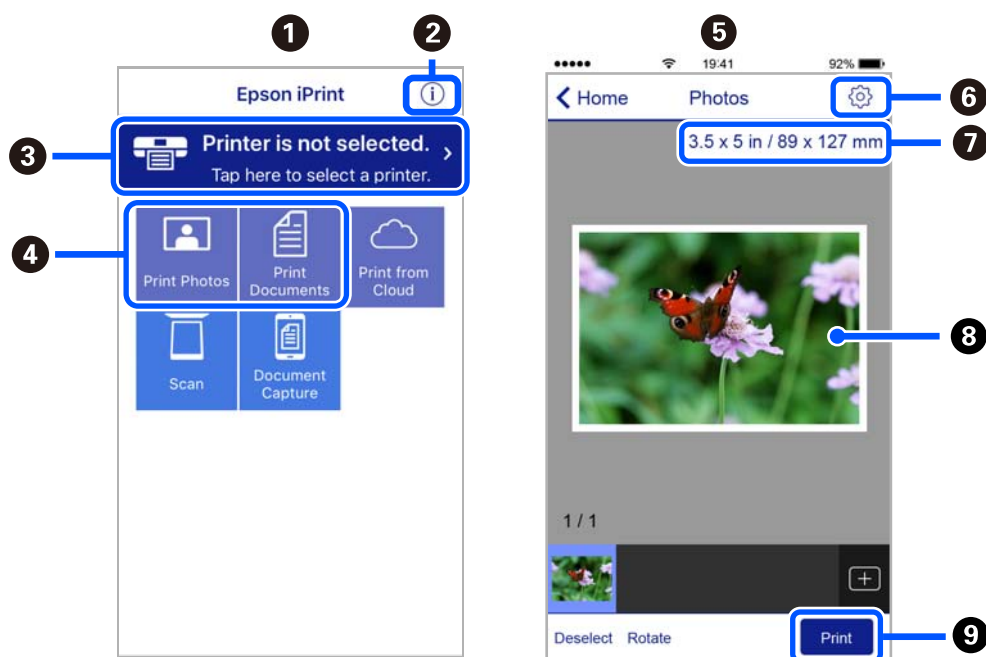 1
2
5
19:41
92%
Epson iPrint
Home
Photos
6
3
Printer is not selected.
Tap here to select a printer.
3.5 x 5 in / 89 x 127 mm
7
4
Print Photos
Print
Documents
Print from
Cloud
8
Scan
Document
Capture
1 / 1
Deselect
Rotate
Print
9